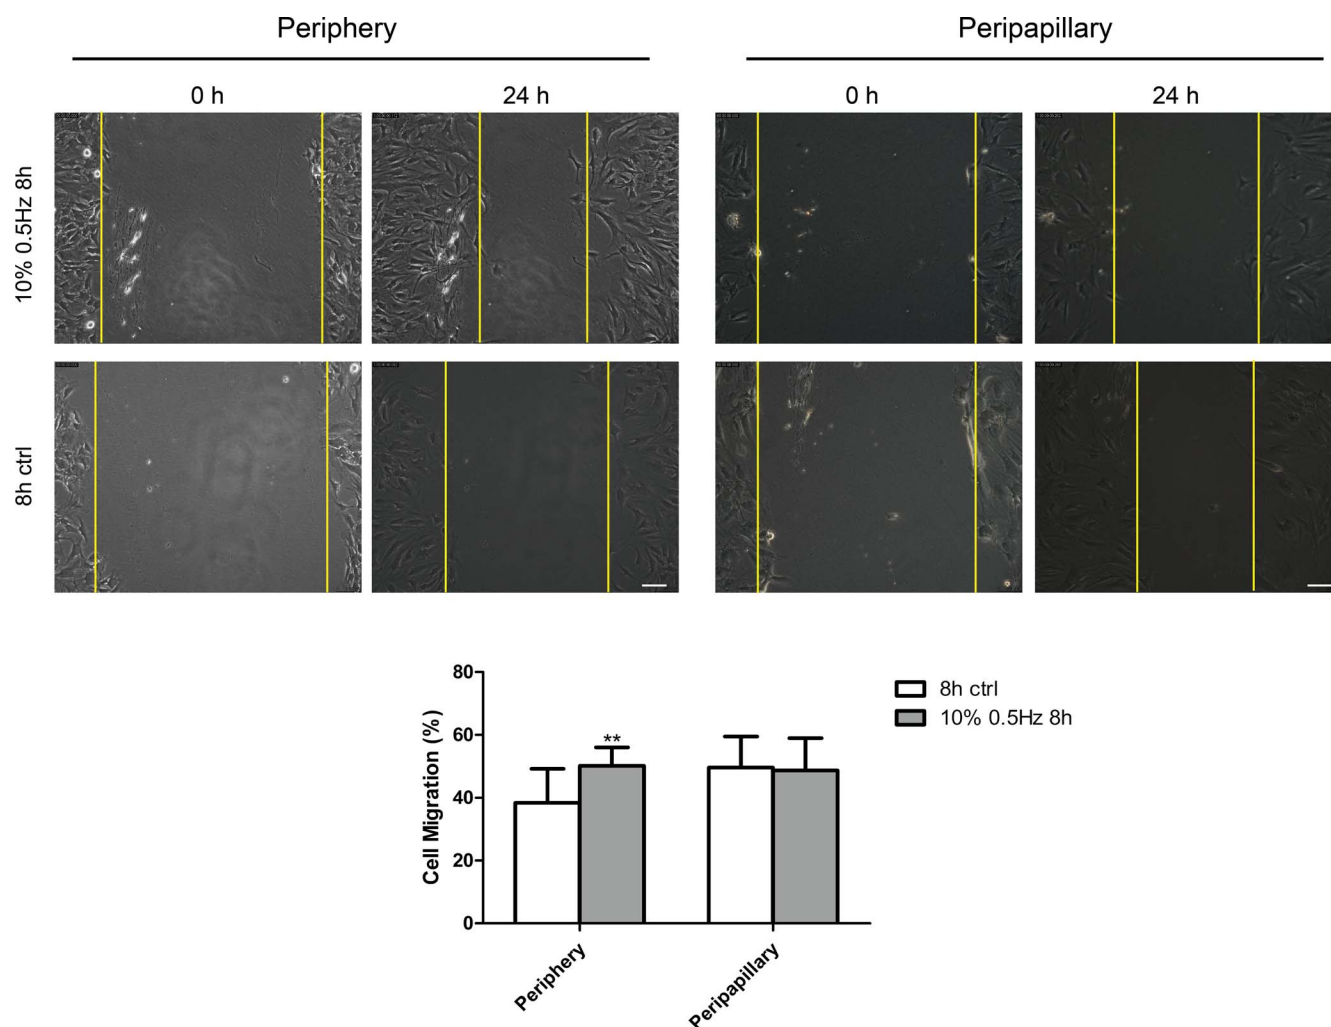 Periphery
Peripapillary
0 h
24 h
0 h
24 h
10% 0.5Hz 8h
8h ctrl
80
60
40
20
0
Cell Migration (%)
**
8h ctrl
10% 0.5Hz 8h
Periphery
Peripapillary